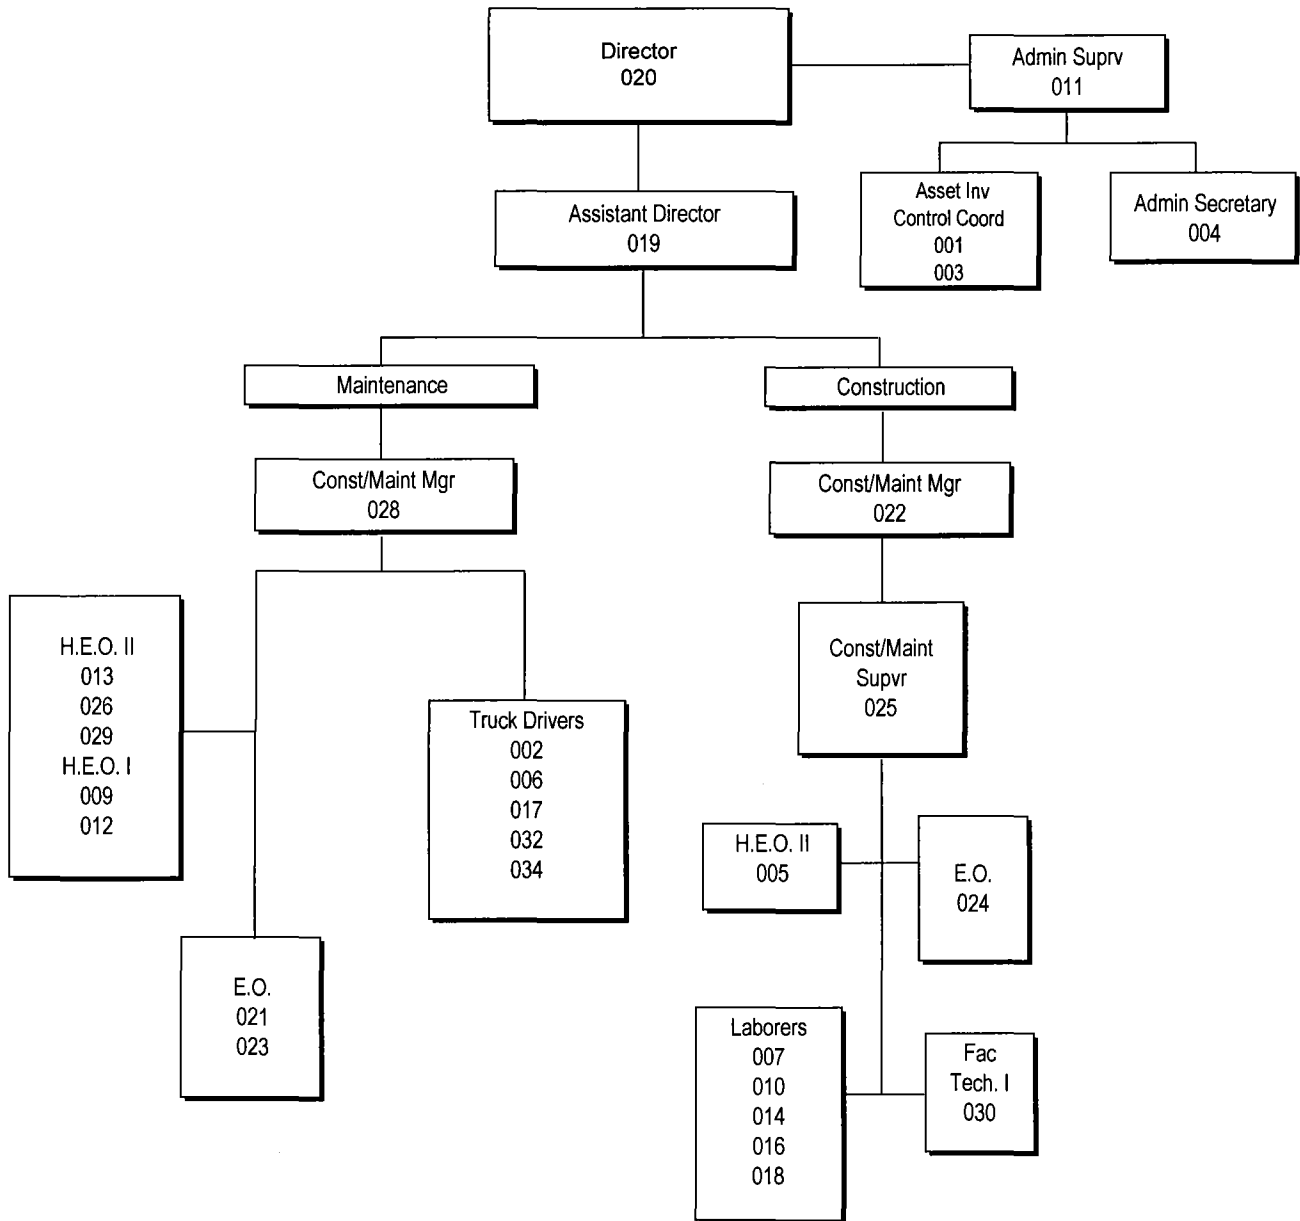 Director
020
Admin Suprv
011
Asset Inv
Control Coord
001
003
Admin Secretary
004
Assistant Director
019
Maintenance
Construction
Const/Maint Mgr
028
Const/Maint Mgr
022
H.E.O. II
013
026
029
H.E.O. I
009
012
Truck Drivers
002
006
017
032
034
E.O.
021
023
Const/Maint
Supvr
025
H.E.O. II
005
E.O.
024
Laborers
007
010
014
016
018
Fac
Tech. I
030